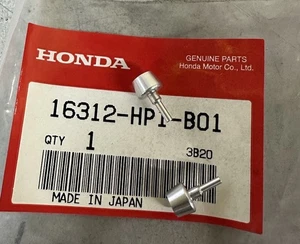 HONDA
GENUINE PARTS
Honda Motor Co., Ltd.
16312-HP1-B01
QTY 1
3B20
MADE IN JAPAN